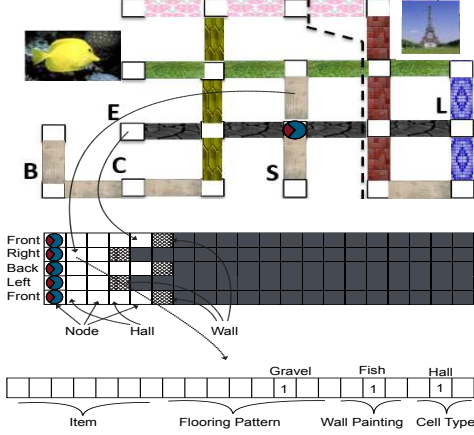 E
L
B
C
S
Front
Right
Back
Left
Front
Node
Hall
Wall
Gravel
Fish
Hall
1
1
1
Item
Flooring Pattern
Wall Painting
Cell Type